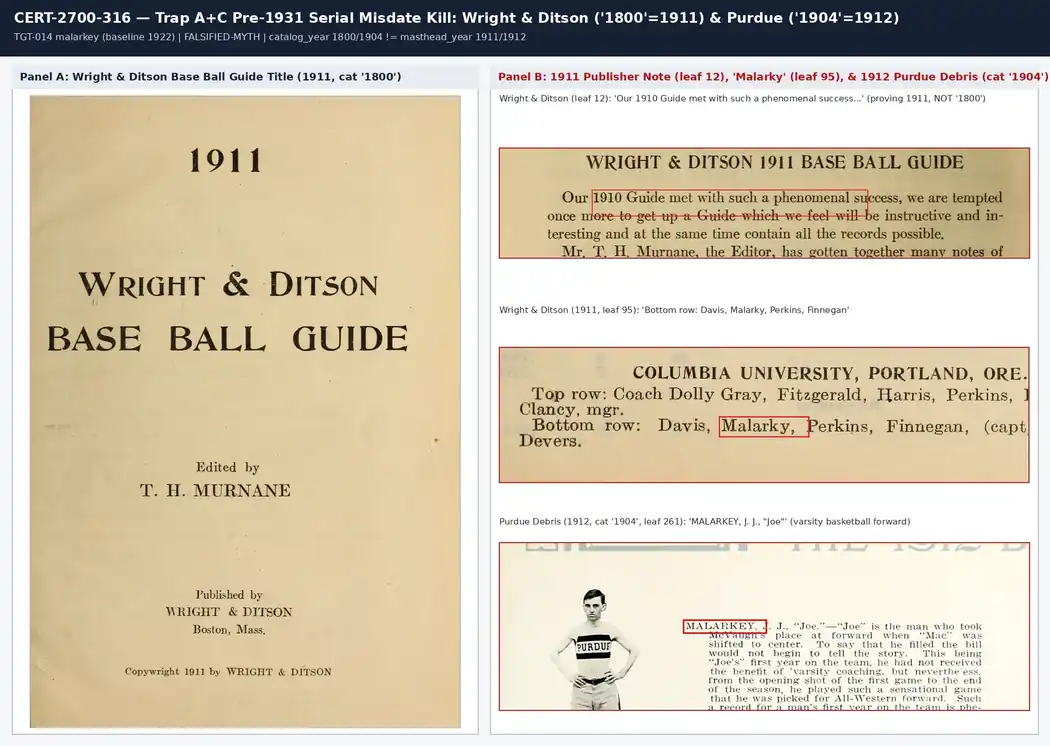 CERT-2700-316 — Trap A+C Pre-1931 Serial Misdate Kill: Wright & Ditson ('1800'=1911) & Purdue ('1904'=1912)
TGT-014 malarkey (baseline 1922) | FALSIFIED-MYTH | catalog_year 1800/1904 != masthead_year 1911/1912
Panel A: Wright & Ditson Base Ball Guide Title (1911, cat '1800')
1911
WRIGHT & DITSON
BASE BALL GUIDE
Edited by
T. H. MURNANE
Published by
WRIGHT & DITSON
Boston, Mass.
Copyright 1911 by WRIGHT & DITSON
Panel B: 1911 Publisher Note (leaf 12), 'Malarky' (leaf 95), & 1912 Purdue Debris (cat '1904')
Wright & Ditson (leaf 12): 'Our 1910 Guide met with such a phenomenal success...' (proving 1911, NOT '1800')
WRIGHT & DITSON 1911 BASE BALL GUIDE
Our 1910 Guide met with such a phenomenal success, we are tempted
once more to get up a Guide which we feel will be instructive and in-
teresting and at the same time contain all the records possible.
Mr. T. H. Murnane, the Editor, has gotten together many notes of
Wright & Ditson (1911, leaf 95): 'Bottom row: Davis, Malarky, Perkins, Finnegan'
COLUMBIA UNIVERSITY, PORTLAND, ORE.
Top row: Coach Dolly Gray, Fitzgerald, Harris, Perkins,
Clancy, mgr.
Bottom row: Davis, Malarky, Perkins, Finnegan, (capt
Devers.
Purdue Debris (1912, cat '1904', leaf 261): 'MALARKEY, J. J., "Joe"' (varsity basketball forward)
THE 1912 D
PURDUE
MALARKEY, J. J., “Joe.”—“Joe” is the man who took
McVaugh's place at forward when “Mac” was
shifted to center. To say that he filled the bill
would not begin to tell the story. This being
“Joe's” first year on the team, he had not received
the benefit of 'varsity coaching, but nevertheless,
from the opening shot of the first game to the end
of the season, he played such a sensational game
that he was picked for All-Western forward. Such
a record for a man's first year on the team is phe-